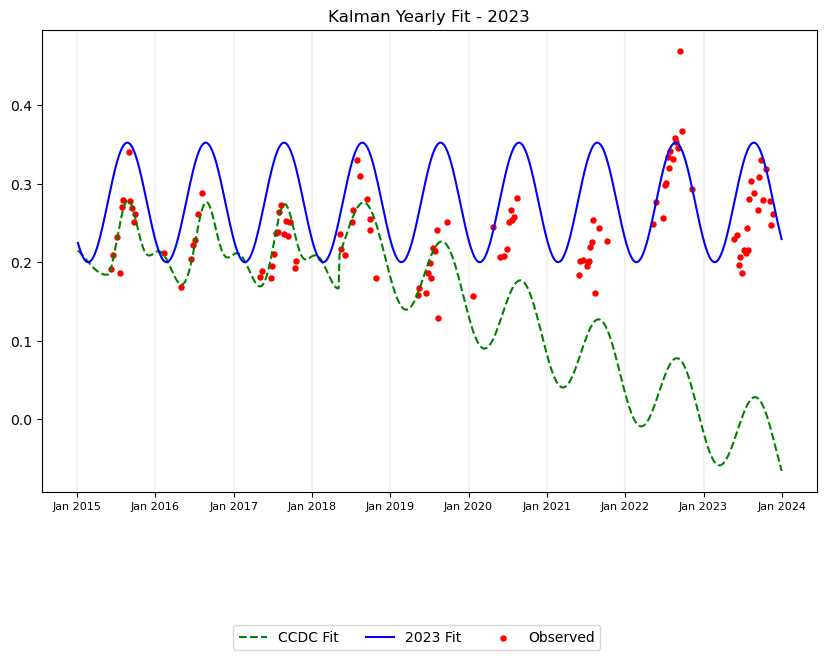 Kalman Yearly Fit - 2023
0.4
0.3
0.2
0.1
0.0
Jan 2015 Jan 2016 Jan 2017 Jan 2018 Jan 2019 Jan 2020 Jan 2021 Jan 2022 Jan 2023 Jan 2024
CCDC Fit 2023 Fit Observed